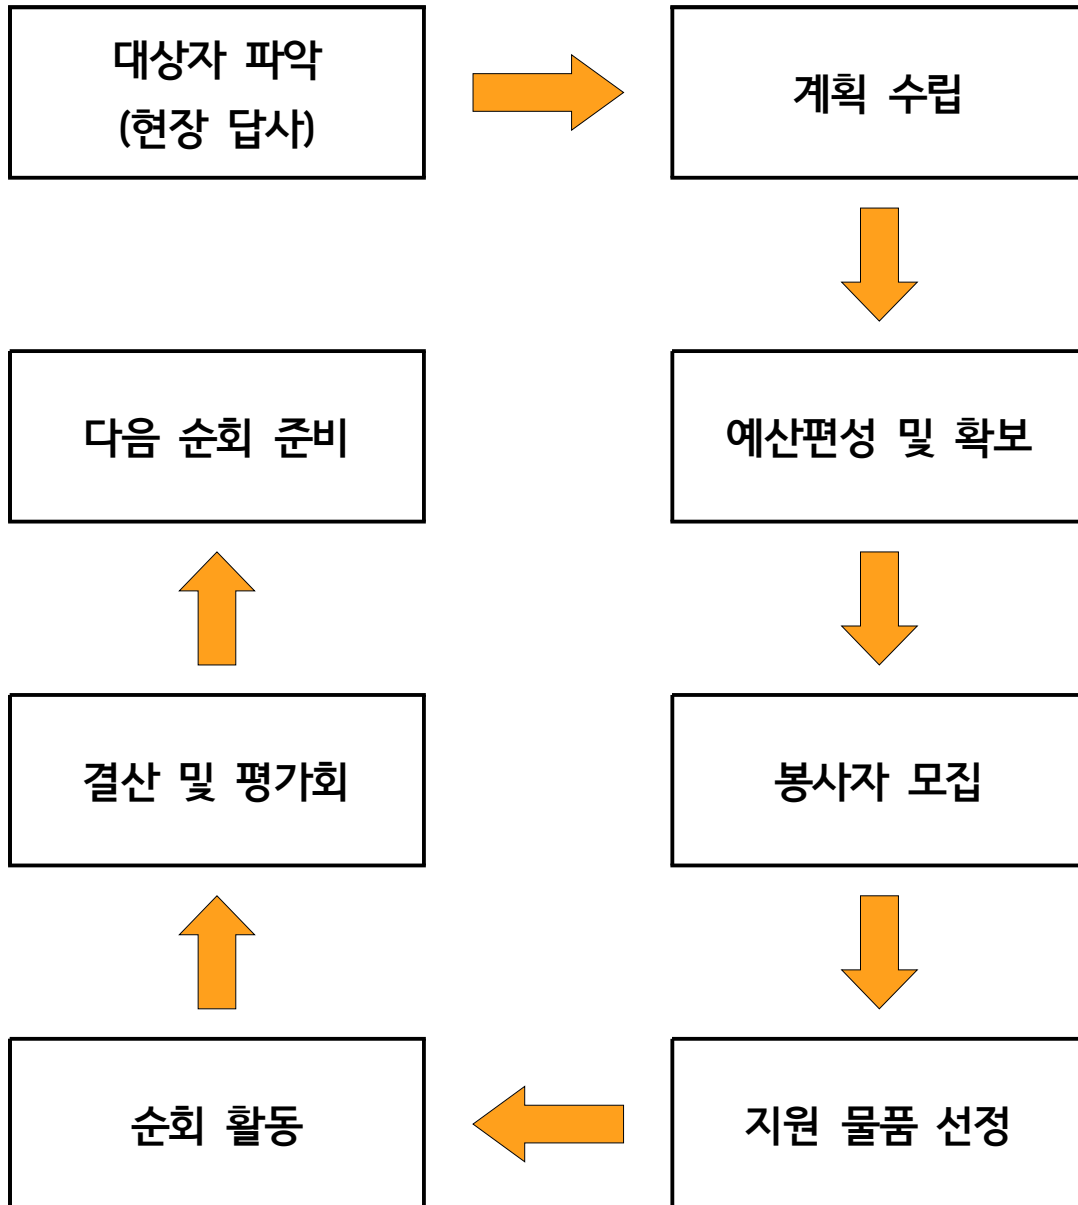 대상자 파악
(현장 답사)
계획 수립
다음 순회 준비
예산편성 및 확보
결산 및 평가회
봉사자 모집
순회 활동
지원 물품 선정